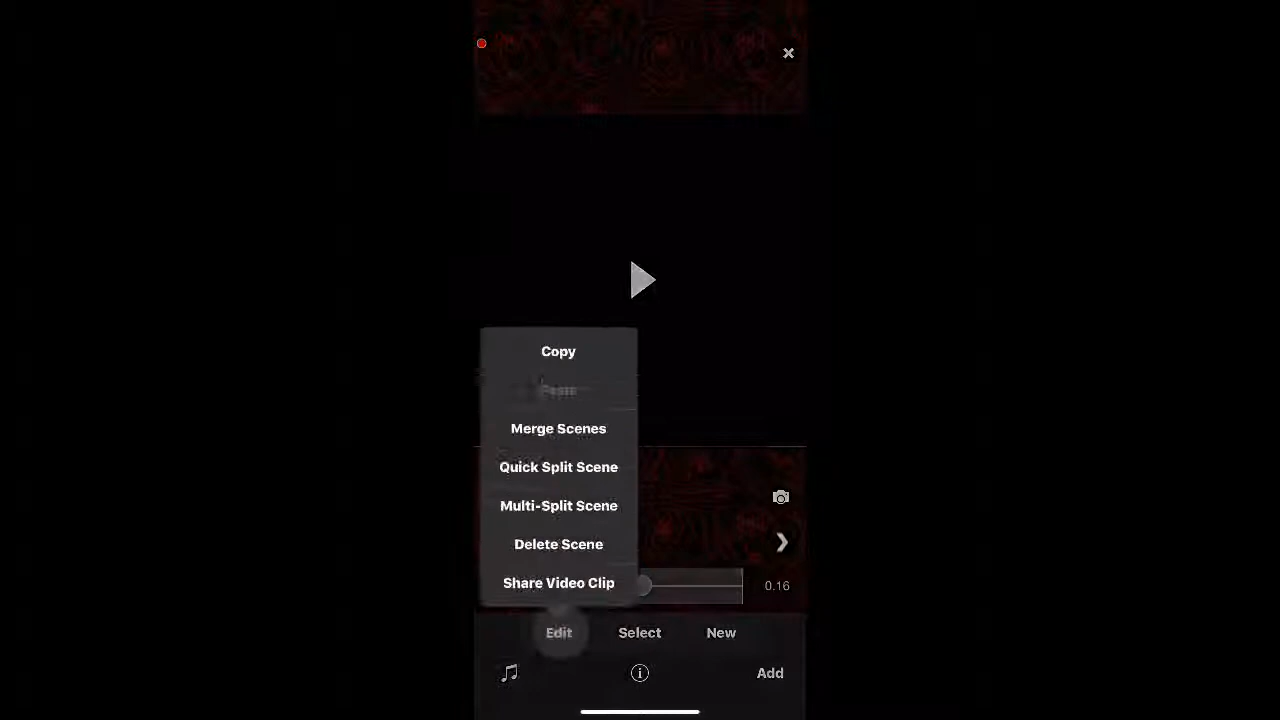 Copy
Paste
Merge Scenes
Quick Split Scene
Multi-Split Scene
Delete Scene
Share Video Clip
0.16
Edit Select New
Add